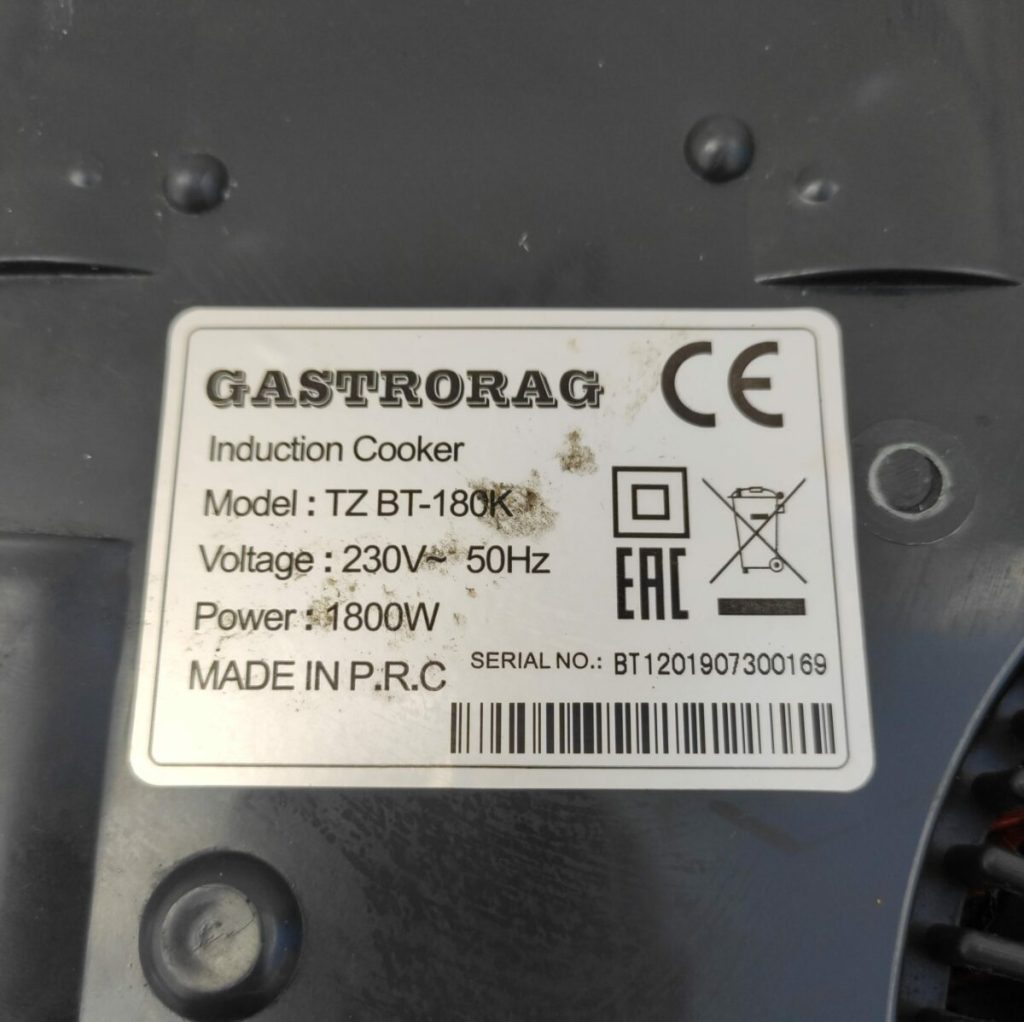 GASTRORAG
CE
Induction Cooker
Model : TZ BT-180K
Voltage : 230V~ 50Hz
Power : 1800W
EAC
MADE IN P.R.C
SERIAL NO.: BT1201907300169